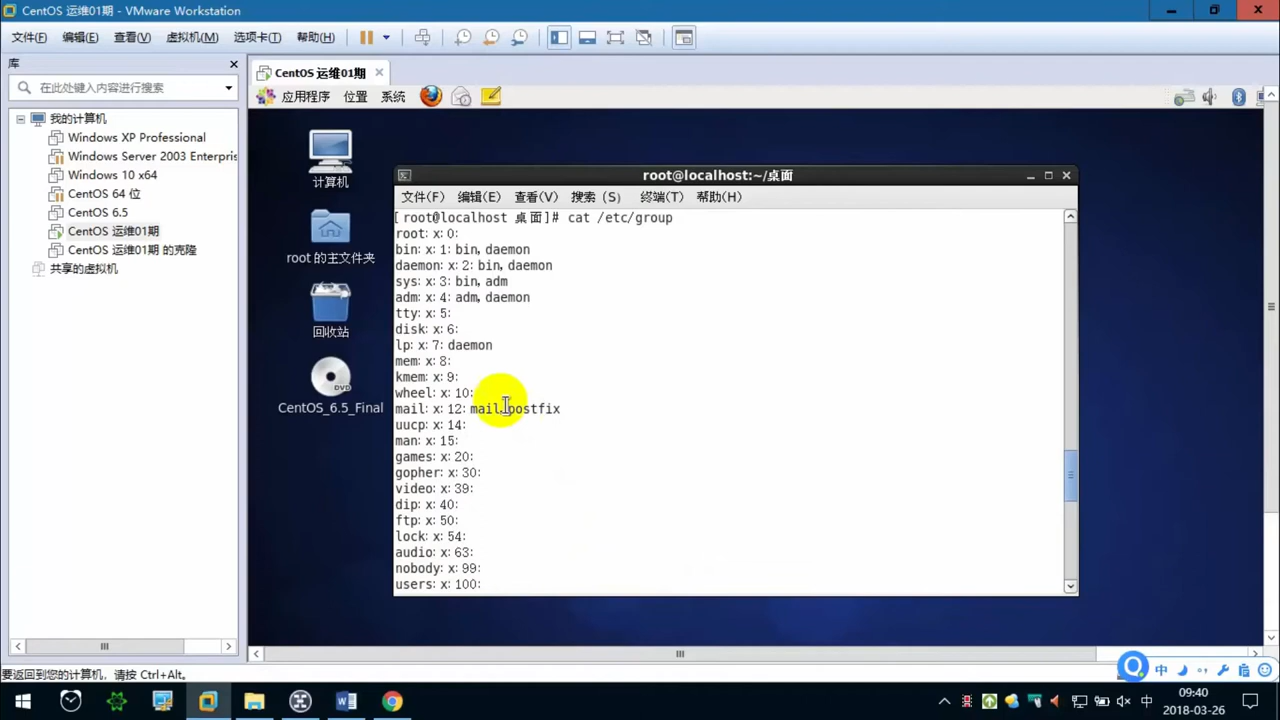 CentOS 运维01期 - VMware Workstation
文件(F) 编辑(E) 查看(V) 虚拟机(M) 选项卡(T) 帮助(H)
库
在此处键入内容进行搜索
我的计算机
Windows XP Professional
Windows Server 2003 Enterpris
Windows 10 x64
CentOS 64 位
CentOS 6.5
CentOS 运维01期
CentOS 运维01期 的克隆
共享的虚拟机
CentOS 运维01期
应用程序 位置 系统
计算机
root 的主文件夹
回收站
DVD
CentOS_6.5_Final
root@localhost:~/桌面
文件(F) 编辑(E) 查看(V) 搜索 (S) 终端(T) 帮助(H)
[root@localhost 桌面]# cat /etc/group
root:x:0:
bin:x:1:bin,daemon
daemon:x:2:bin,daemon
sys:x:3:bin,adm
adm:x:4:adm,daemon
tty:x:5:
disk:x:6:
lp:x:7:daemon
mem:x:8:
kmem:x:9:
wheel:x:10:
mail:x:12:mail,postfix
uucp:x:14:
man:x:15:
games:x:20:
gopher:x:30:
video:x:39:
dip:x:40:
ftp:x:50:
lock:x:54:
audio:x:63:
nobody:x:99:
users:x:100:
要返回到您的计算机，请按 Ctrl+Alt。
中
中
09:40
2018-03-26